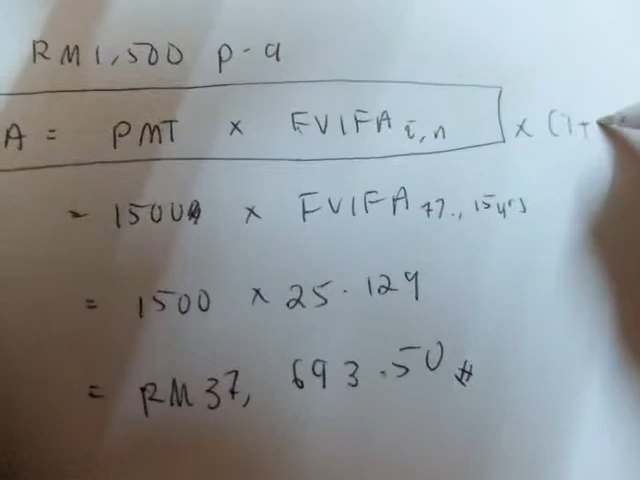 RM1,500 p.a
A = PMT x FVIFA i,n x (1+
= 1500 x FVIFA 7%, 15yrs
= 1500 x 25.129
= RM37,693.50 #